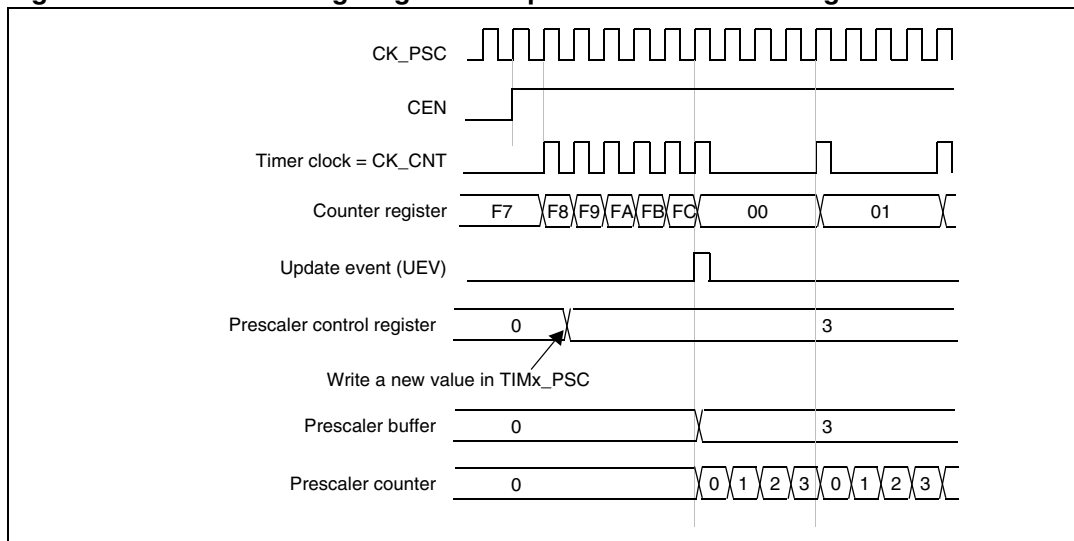 CK_PSC
CEN
Timer clock = CK_CNT
Counter register F7 F8 F9 FA FB FC 00 01
Update event (UEV)
Prescaler control register 0 3
Write a new value in TIMx_PSC
Prescaler buffer 0 3
Prescaler counter 0 0 1 2 3 0 1 2 3